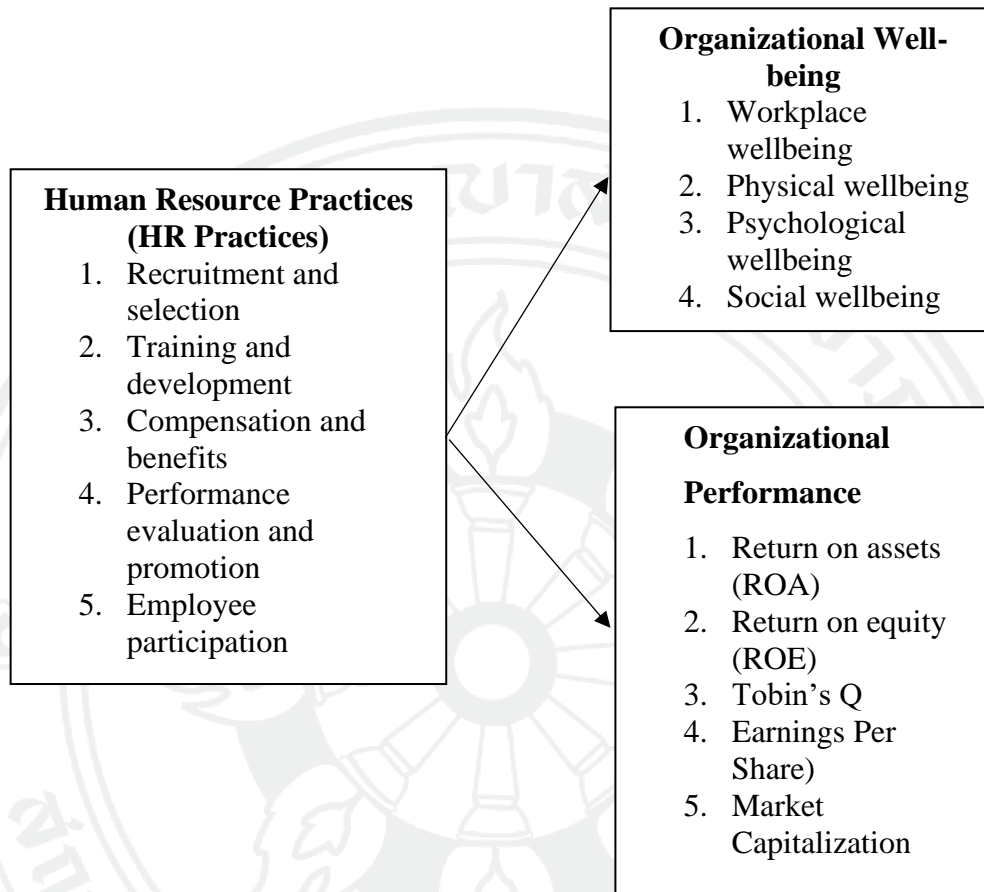 Human Resource Practices
(HR Practices)
1. Recruitment and
selection
2. Training and
development
3. Compensation and
benefits
4. Performance
evaluation and
promotion
5. Employee
participation
Organizational Well-
being
1. Workplace
wellbeing
2. Physical wellbeing
3. Psychological
wellbeing
4. Social wellbeing
Organizational
Performance
1. Return on assets
(ROA)
2. Return on equity
(ROE)
3. Tobin’s Q
4. Earnings Per
Share)
5. Market
Capitalization